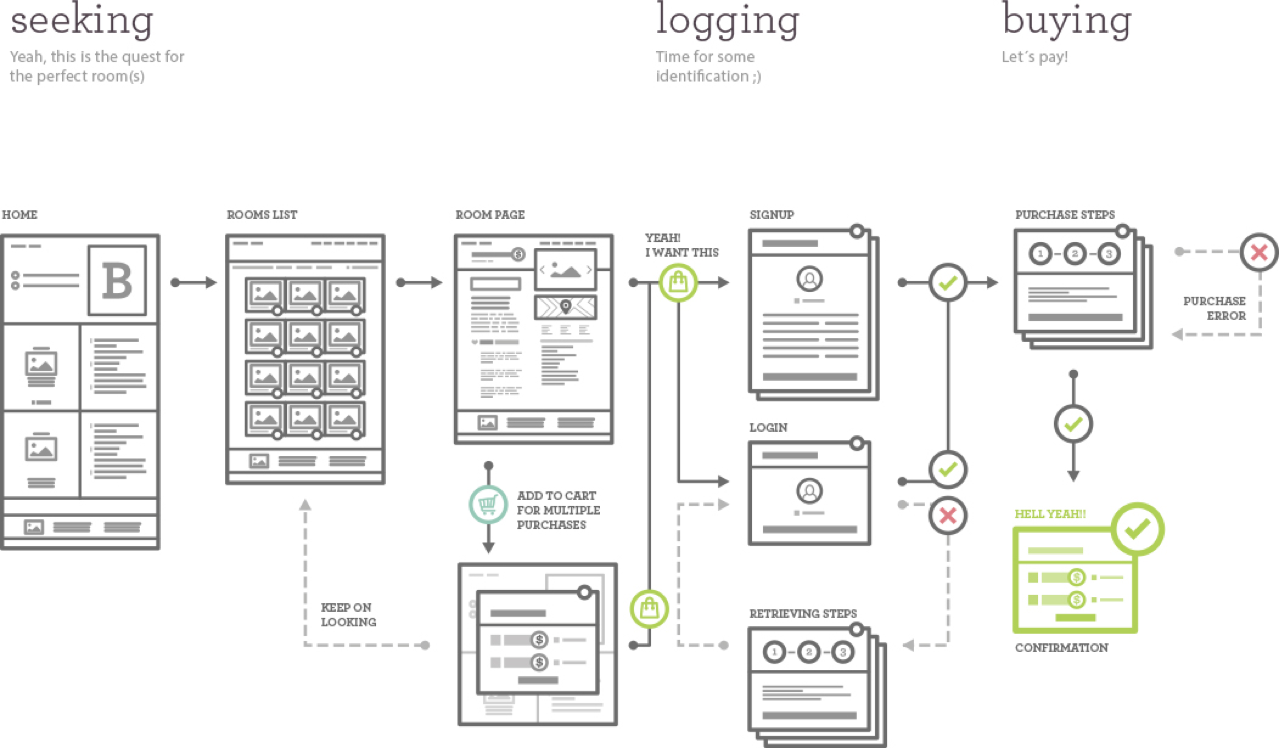 seeking
Yeah, this is the quest for
the perfect room(s)
logging
Time for some
identification ;)
buying
Let´s pay!
HOME
B
ROOMS LIST
ROOM PAGE
$
YEAH!
I WANT THIS
SIGNUP
PURCHASE STEPS
1 2 3
PURCHASE
ERROR
LOGIN
ADD TO CART
FOR MULTIPLE
PURCHASES
HELL YEAH!!
$
$
CONFIRMATION
KEEP ON
LOOKING
$
$
RETRIEVING STEPS
1 2 3